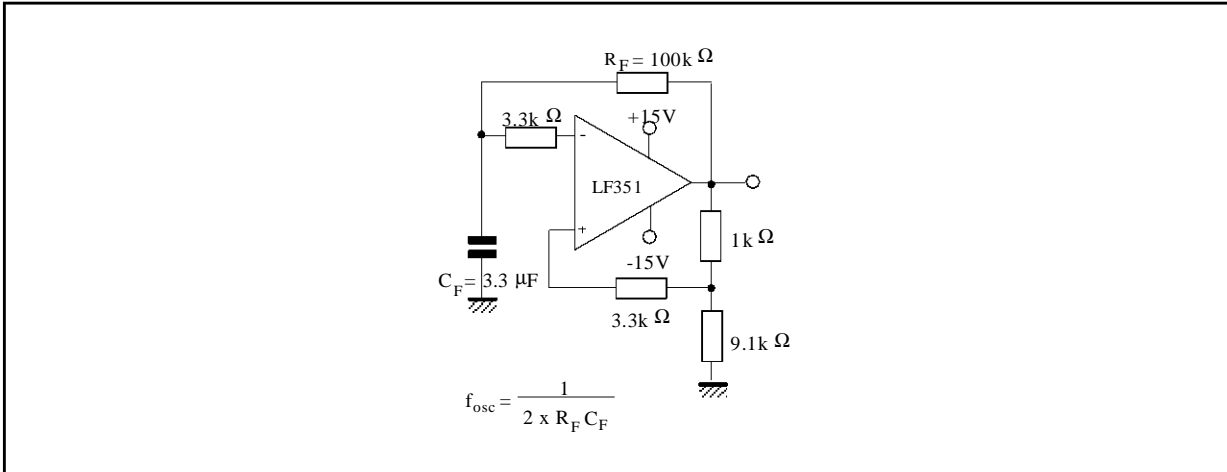 R_F = 100k Ω
3.3k Ω
+15V
-
LF351
+
-15V
1k Ω
C_F = 3.3 µF
3.3k Ω
9.1k Ω
f_osc = 1
2 x R_F C_F